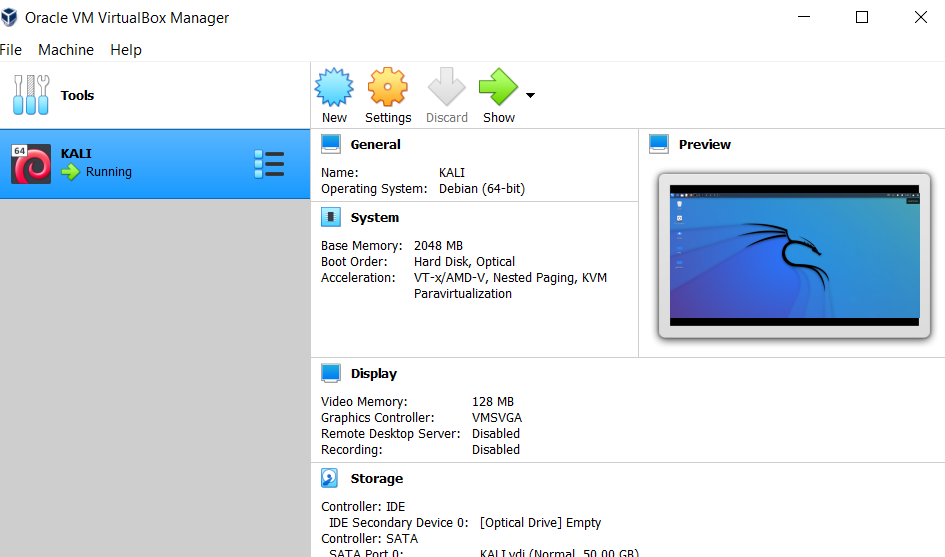 Oracle VM VirtualBox Manager
File Machine Help
Tools
New Settings Discard Show
64
KALI
Running
General
Name: KALI
Operating System: Debian (64-bit)
Preview
System
Base Memory: 2048 MB
Boot Order: Hard Disk, Optical
Acceleration: VT-x/AMD-V, Nested Paging, KVM
Paravirtualization
Display
Video Memory: 128 MB
Graphics Controller: VMSVGA
Remote Desktop Server: Disabled
Recording: Disabled
Storage
Controller: IDE
IDE Secondary Device 0: [Optical Drive] Empty
Controller: SATA
SATA Port 0: KALI.vdi (Normal, 50.00 GB)